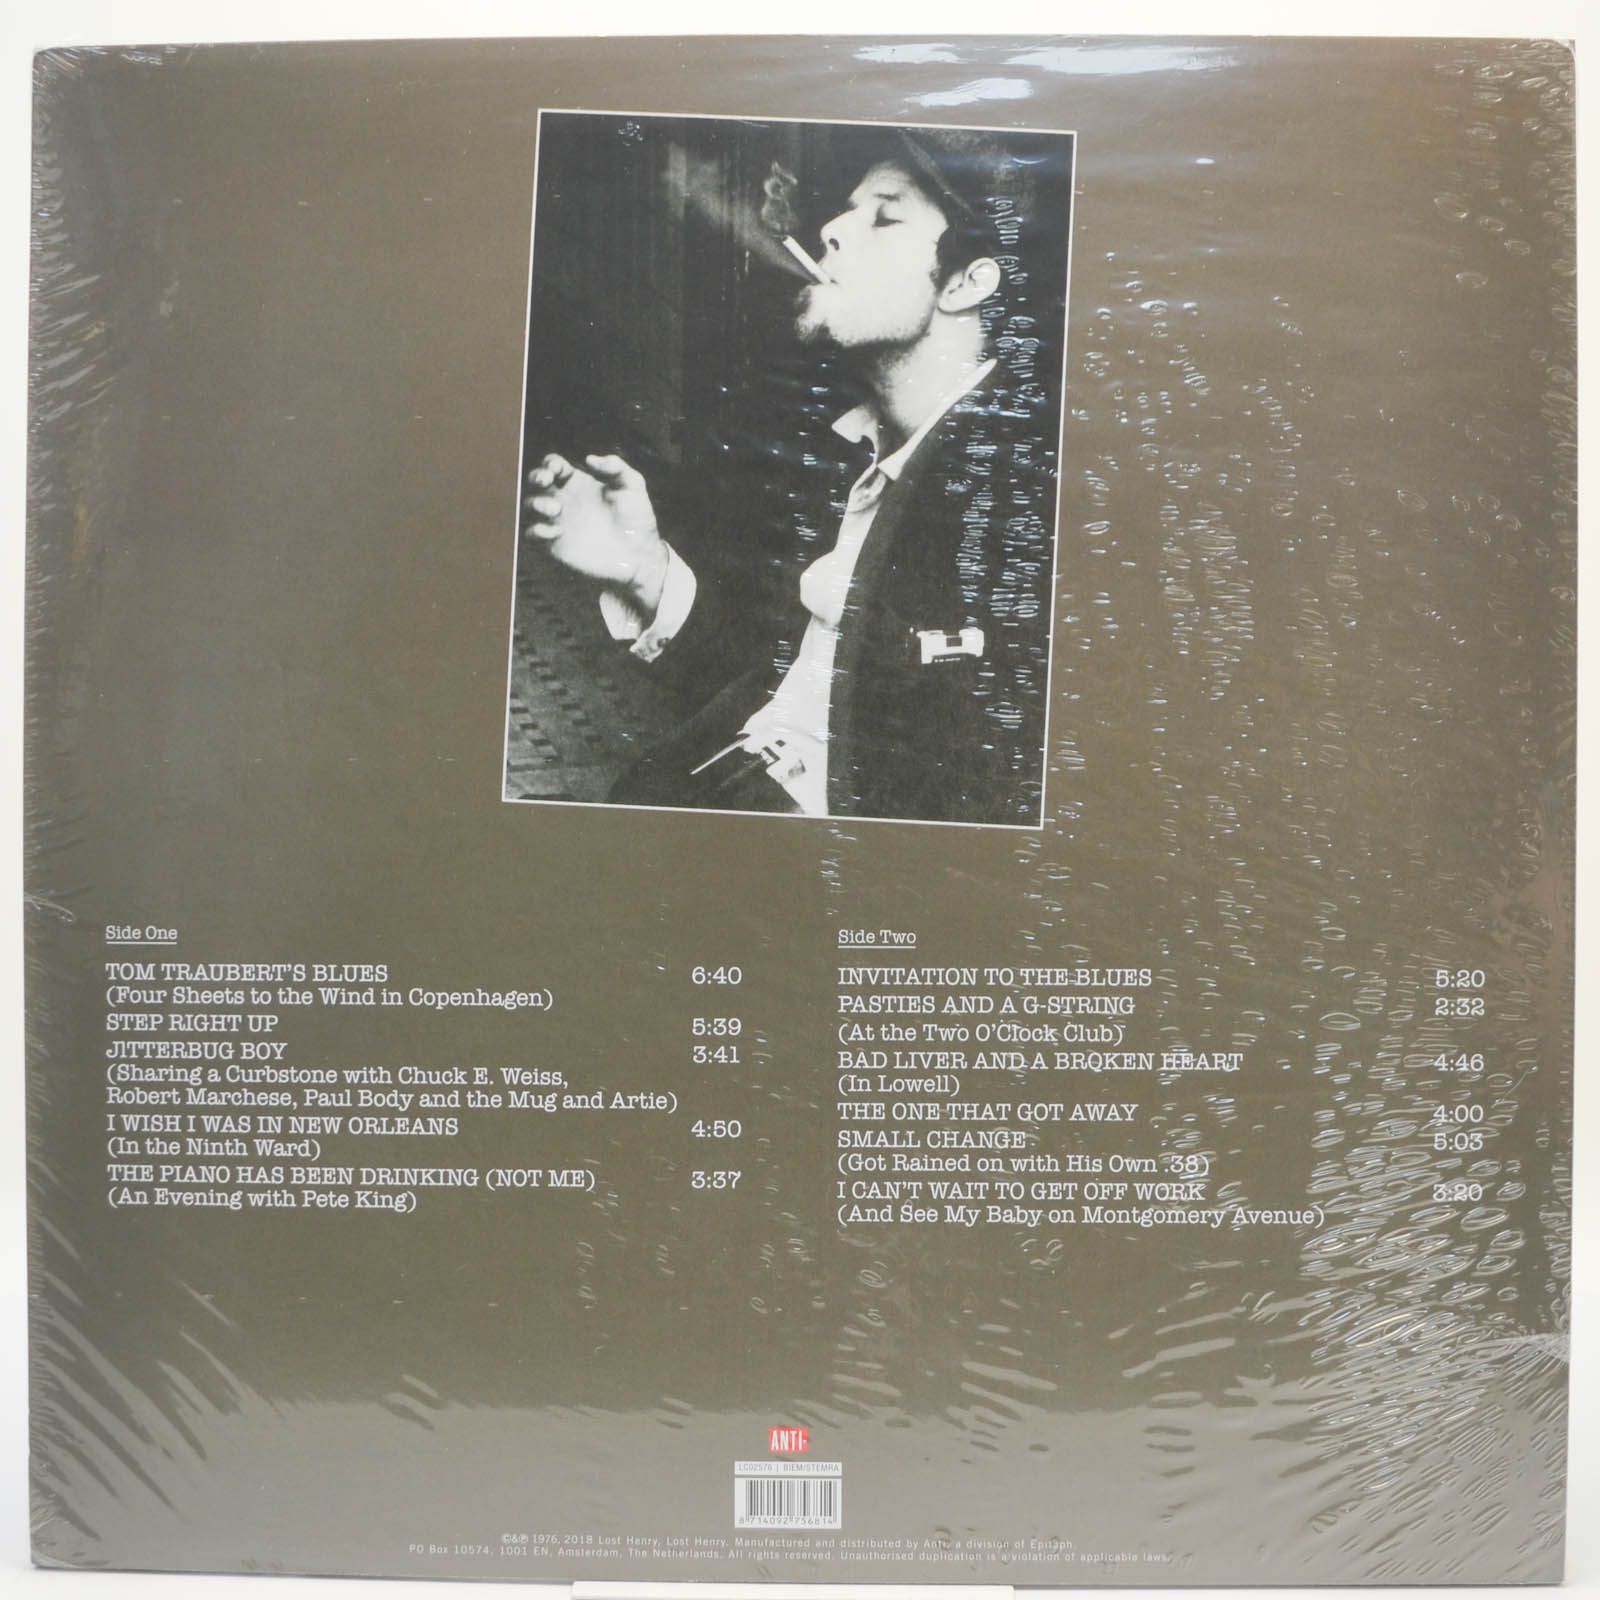 Side One
TOM TRAUBERT'S BLUES 6:40
(Four Sheets to the Wind in Copenhagen)
STEP RIGHT UP 5:39
JITTERBUG BOY 3:41
(Sharing a Curbstone with Chuck E. Weiss,
Robert Marchese, Paul Body and the Mug and Artie)
I WISH I WAS IN NEW ORLEANS 4:50
(In the Ninth Ward)
THE PIANO HAS BEEN DRINKING (NOT ME) 3:37
(An Evening with Pete King)
Side Two
INVITATION TO THE BLUES 5:20
PASTIES AND A G-STRING 2:32
(At the Two O'Clock Club)
BAD LIVER AND A BROKEN HEART 4:46
(In Lowell)
THE ONE THAT GOT AWAY 4:00
SMALL CHANGE 5:03
(Got Rained on with His Own .38)
I CAN'T WAIT TO GET OFF WORK 3:20
(And See My Baby on Montgomery Avenue)
ANTI-
LC02576 | BIEM/STEMRA
8 714092 756814
©&℗ 1976, 2018 Lost Henry, Lost Henry. Manufactured and distributed by Anti, a division of Epitaph.
PO Box 10574, 1001 EN, Amsterdam, The Netherlands. All rights reserved. Unauthorised duplication is a violation of applicable laws.